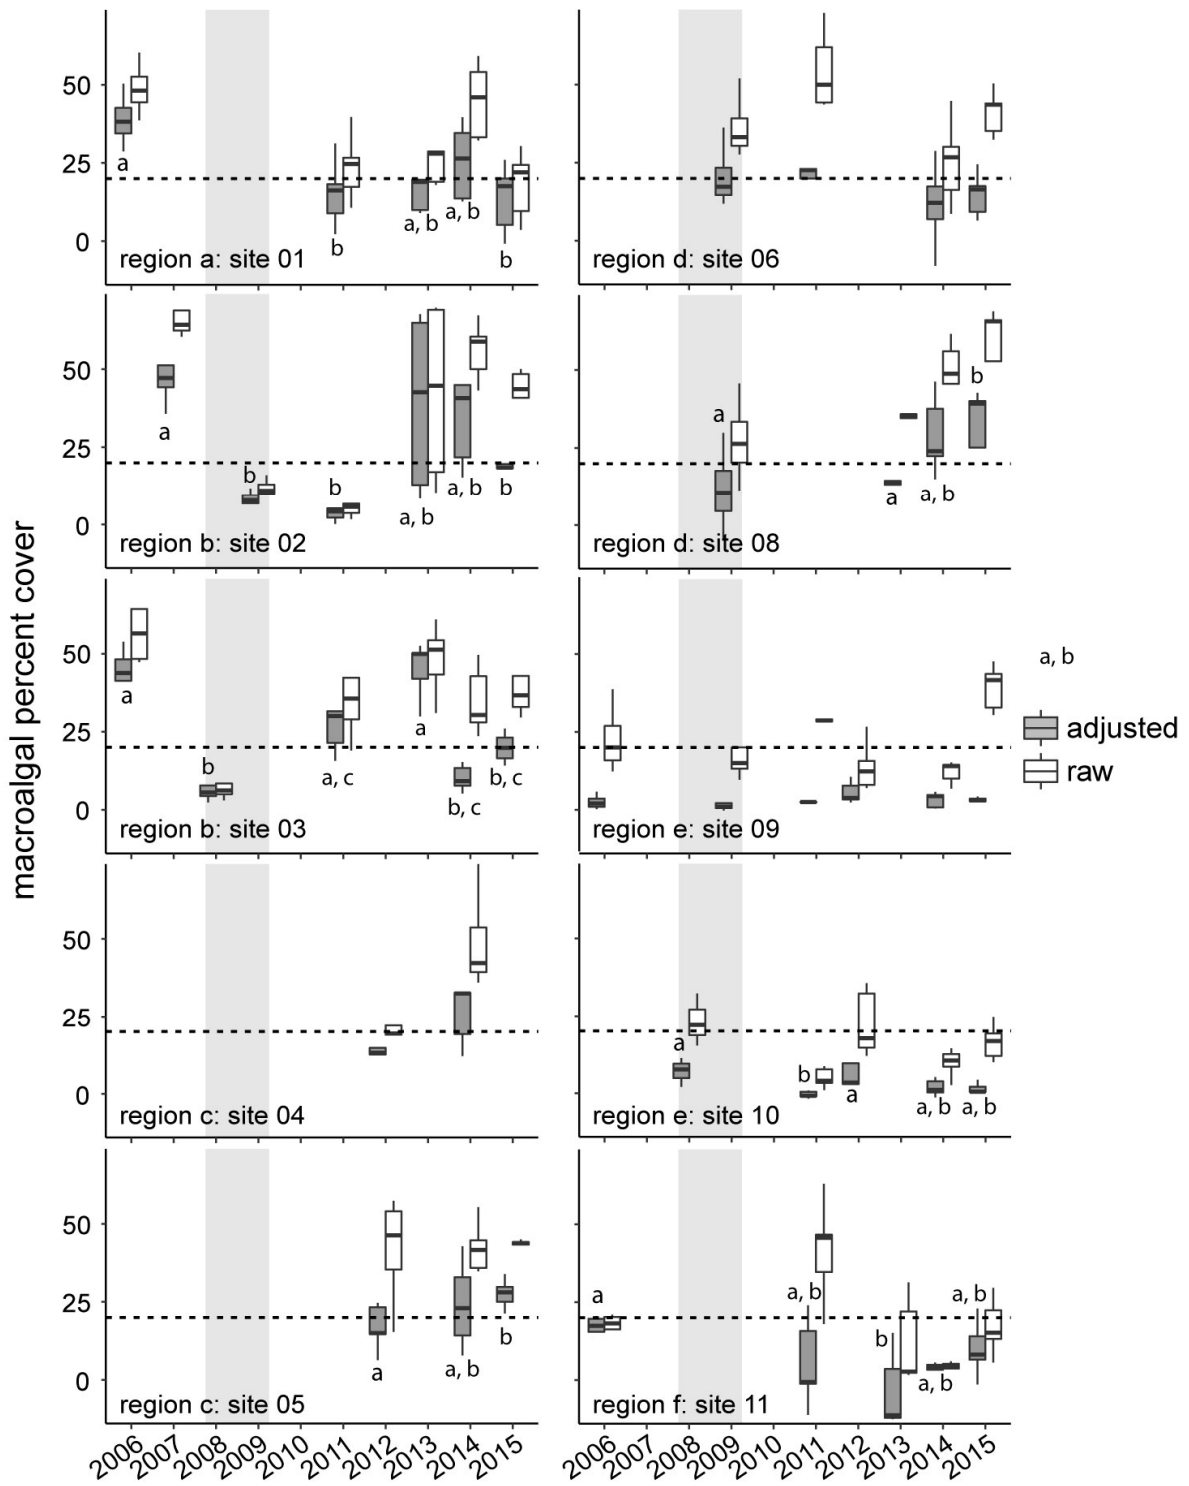 macroalgal percent cover
50
25
0
a
b
a, b
a, b
b
region a: site 01
region d: site 06
50
25
0
a
b
b
a, b
a, b
b
region b: site 02
a
a
a, b
b
region d: site 08
50
25
0
a
b
a, c
a
b, c
b, c
region b: site 03
region e: site 09
a, b
adjusted
raw
50
25
0
region c: site 04
a
b
a
a, b
a, b
region e: site 10
50
25
0
a
a, b
b
region c: site 05
a
a, b
b
a, b
a, b
region f: site 11
2006 2007 2008 2009 2010 2011 2012 2013 2014 2015
2006 2007 2008 2009 2010 2011 2012 2013 2014 2015